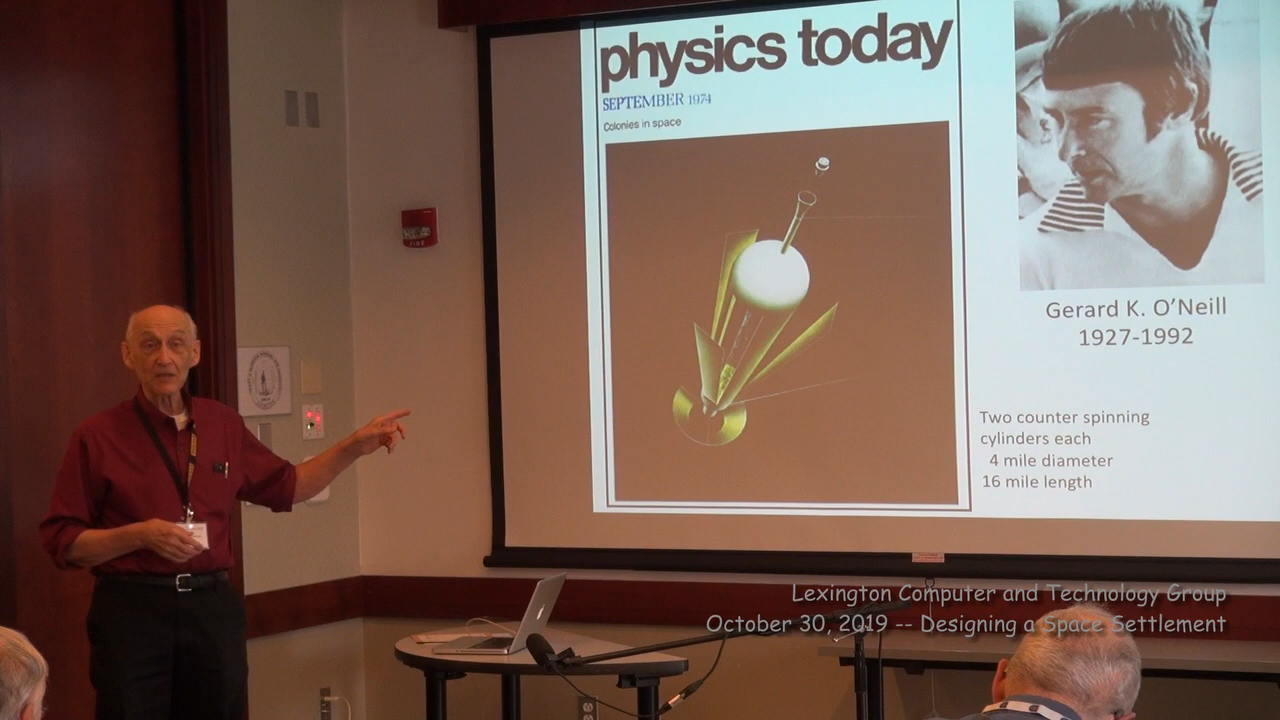 physics today
SEPTEMBER 1974
Colonies in space
Gerard K. O'Neill
1927-1992
Two counter spinning
cylinders each
4 mile diameter
16 mile length
FIRE
Lexington Computer and Technology Group
October 30, 2019 -- Designing a Space Settlement